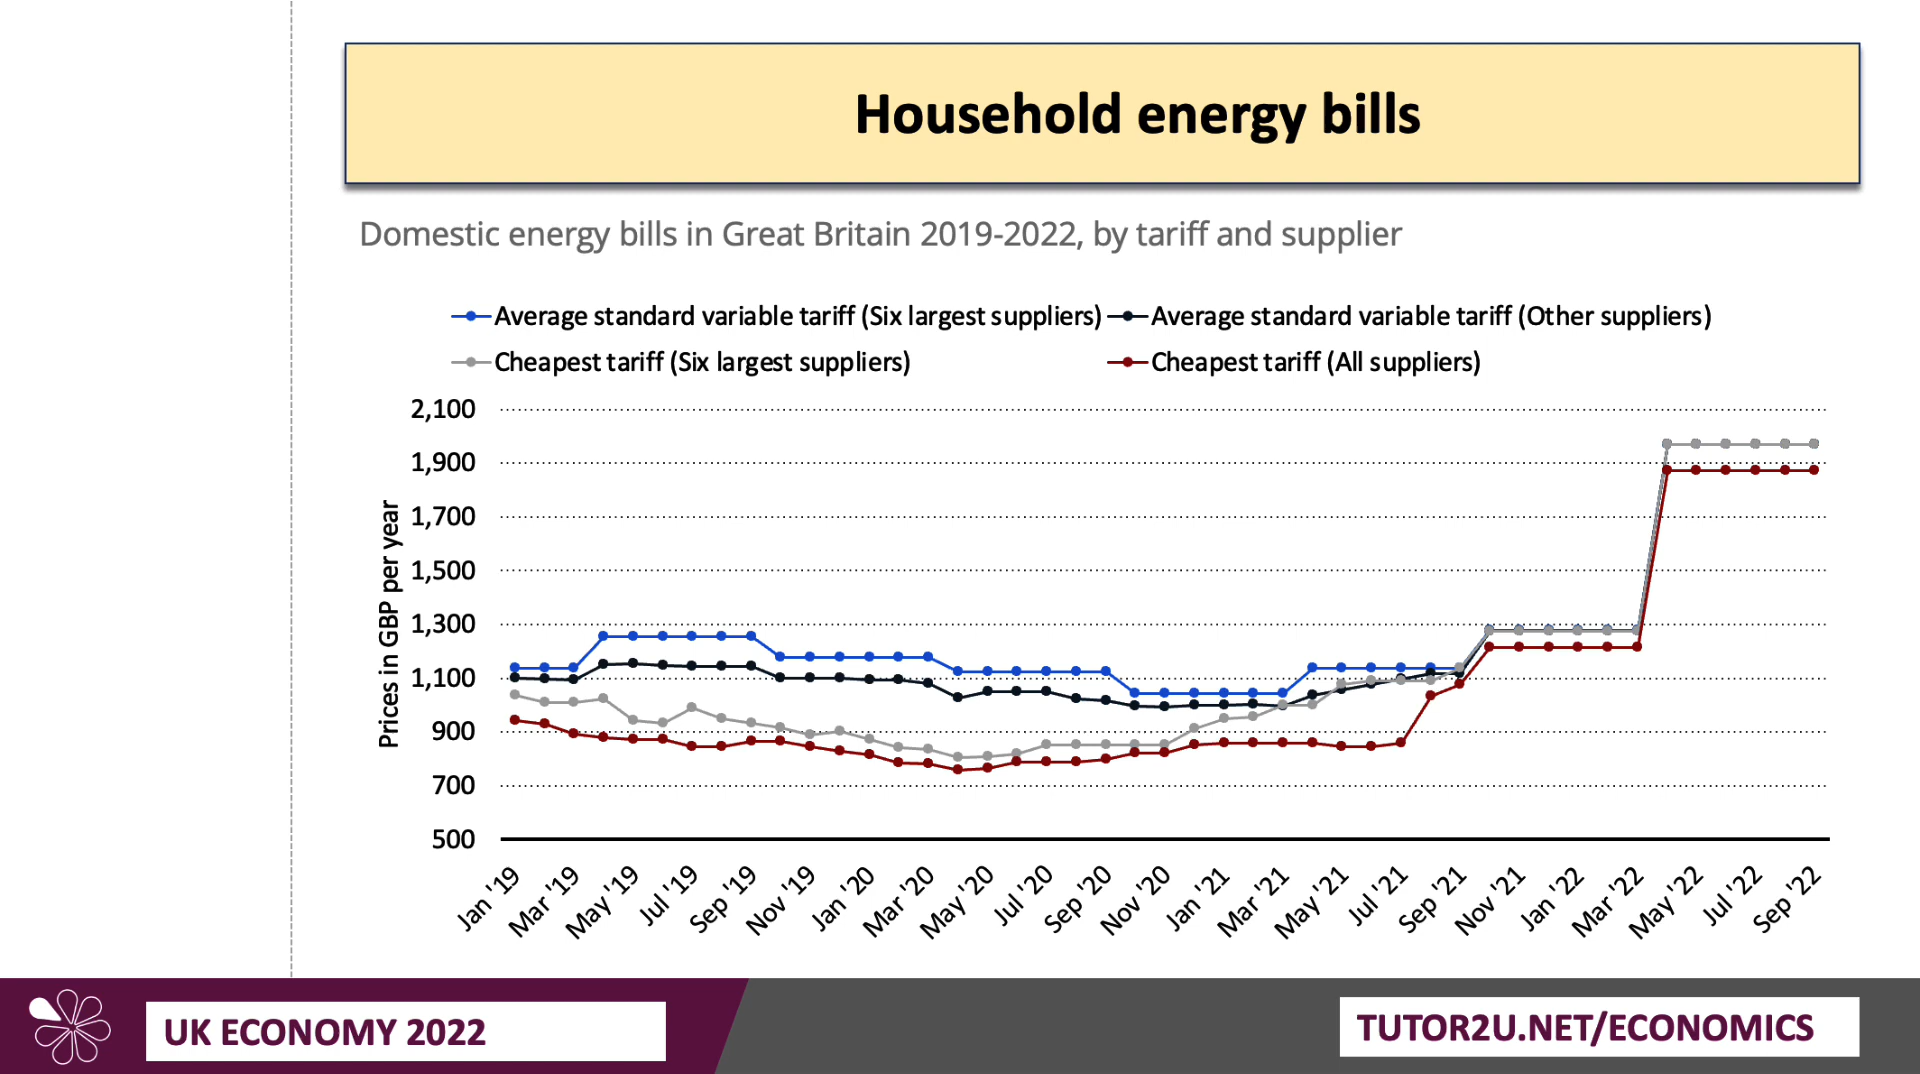 Household energy bills
Domestic energy bills in Great Britain 2019-2022, by tariff and supplier
Average standard variable tariff (Six largest suppliers) Average standard variable tariff (Other suppliers)
Cheapest tariff (Six largest suppliers) Cheapest tariff (All suppliers)
Prices in GBP per year
2,100
1,900
1,700
1,500
1,300
1,100
900
700
500
Jan '19 Mar '19 May '19 Jul '19 Sep '19 Nov '19 Jan '20 Mar '20 May '20 Jul '20 Sep '20 Nov '20 Jan '21 Mar '21 May '21 Jul '21 Sep '21 Nov '21 Jan '22 Mar '22 May '22 Jul '22 Sep '22
UK ECONOMY 2022
TUTOR2U.NET/ECONOMICS